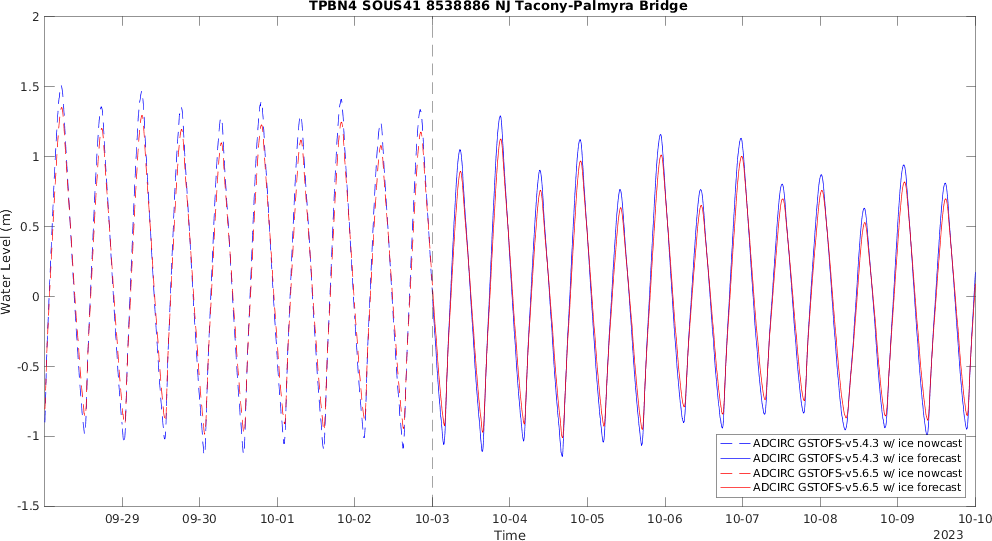 TPBN4 SOUS41 8538886 NJ Tacony-Palmyra Bridge
2
1.5
1
0.5
0
-0.5
-1
-1.5
Water Level (m)
ADCIRC GSTOFS-v5.4.3 w/ ice nowcast
ADCIRC GSTOFS-v5.4.3 w/ ice forecast
ADCIRC GSTOFS-v5.6.5 w/ ice nowcast
ADCIRC GSTOFS-v5.6.5 w/ ice forecast
09-29 09-30 10-01 10-02 10-03 10-04 10-05 10-06 10-07 10-08 10-09 10-10
Time
2023